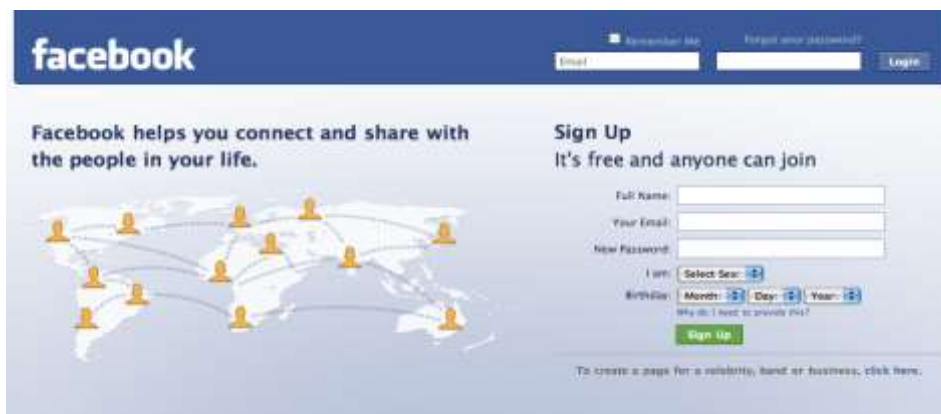 facebook
Remember Me
Forgot your password?
Email
Login
Facebook helps you connect and share with
the people in your life.
Sign Up
It's free and anyone can join
Full Name:
Your Email:
New Password:
I am: Select Sex:
Birthday: Month: Day: Year:
Why do I need to provide this?
Sign Up
To create a page for a celebrity, band or business, click here.